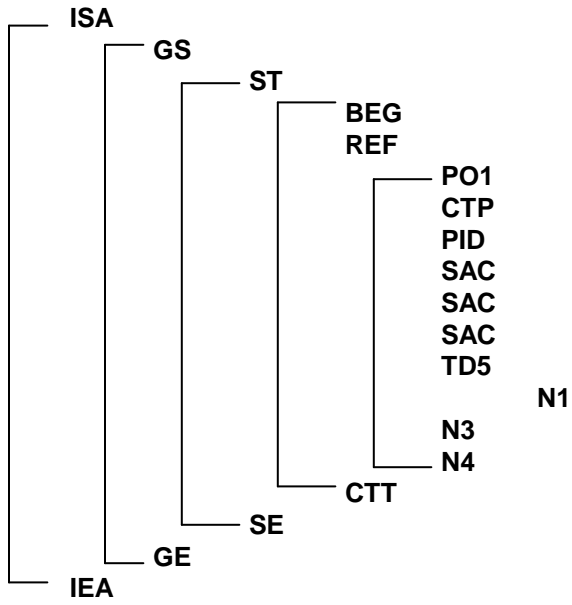 ISA
GS
ST
BEG
REF
PO1
CTP
PID
SAC
SAC
SAC
TD5
N1
N3
N4
CTT
SE
GE
IEA